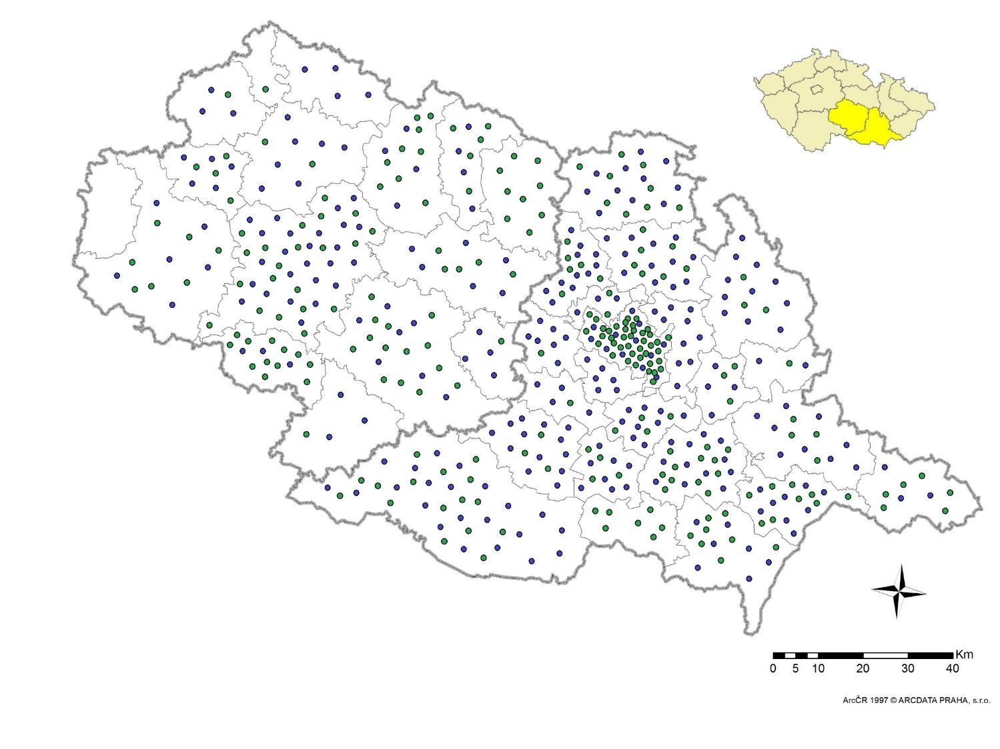 Km
0 5 10 20 30 40
ArcČR 1997 © ARCDATA PRAHA, s.r.o.